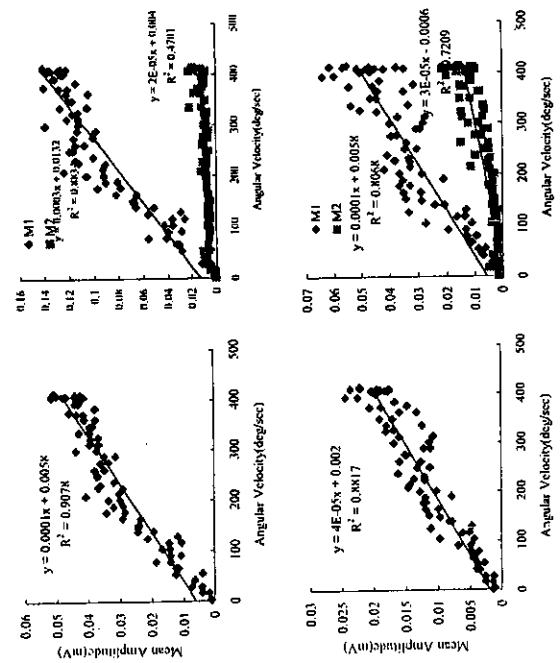 0.16
0.14
0.12
0.1
0.08
0.06
0.04
0.02
0
◆ M1
■ M2
y = 0.0003x + 0.0132
y = 2E-05x + 0.004
R² = 0.4701
0 100 200 300 400 500
Angular Velocity(deg/sec)
0.07
0.06
0.05
0.04
0.03
0.02
0.01
0
◆ M1
■ M2
y = 0.0001x + 0.0058
R² = 0.8068
y = 3E-05x - 0.0006
0 100 200 300 400 500
Angular Velocity(deg/sec)
Mean Amplitude(mV)
0.06
0.05
0.04
0.03
0.02
0.01
0
y = 0.0001x + 0.0058
R² = 0.9078
0 100 200 300 400 500
Angular Velocity(deg/sec)
Mean Amplitude(mV)
0.03
0.025
0.02
0.015
0.01
0.005
0
y = 4E-05x + 0.002
R² = 0.8817
0 100 200 300 400 500
Angular Velocity(deg/sec)